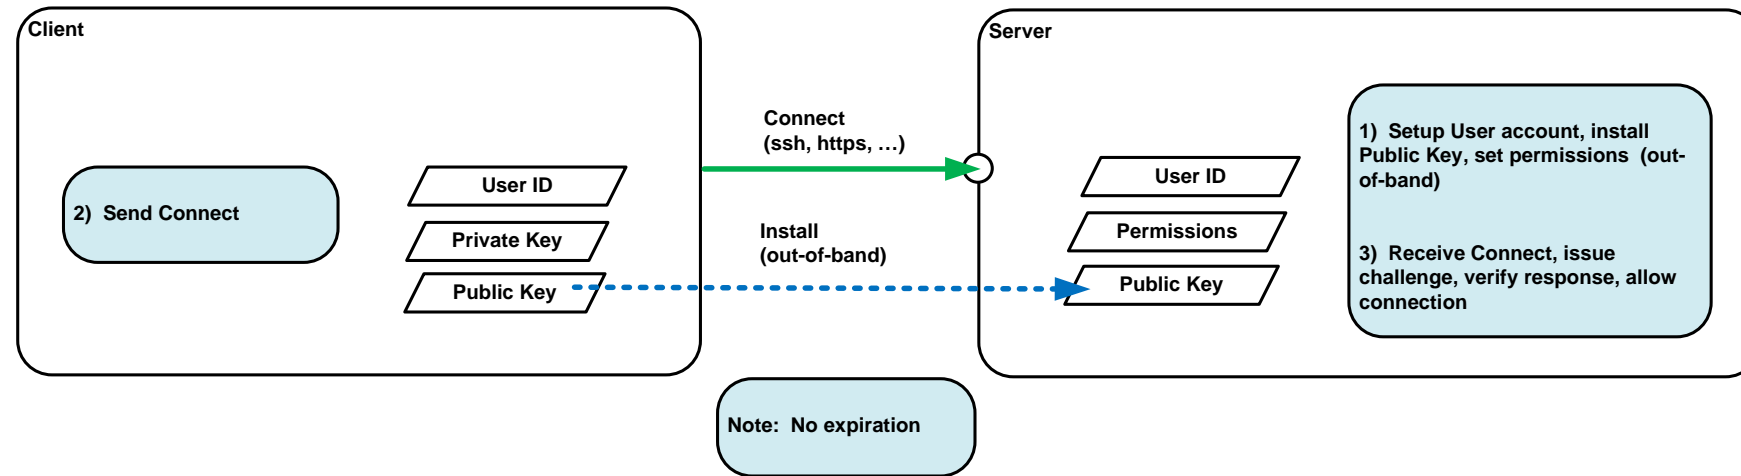 Client
2)  Send Connect
User ID
Private Key
Public Key
Connect
(ssh, https, …)
Install
(out-of-band)
Note:  No expiration
Server
User ID
Permissions
Public Key
1)  Setup User account, install
Public Key, set permissions  (out-
of-band)
3)  Receive Connect, issue
challenge, verify response, allow
connection